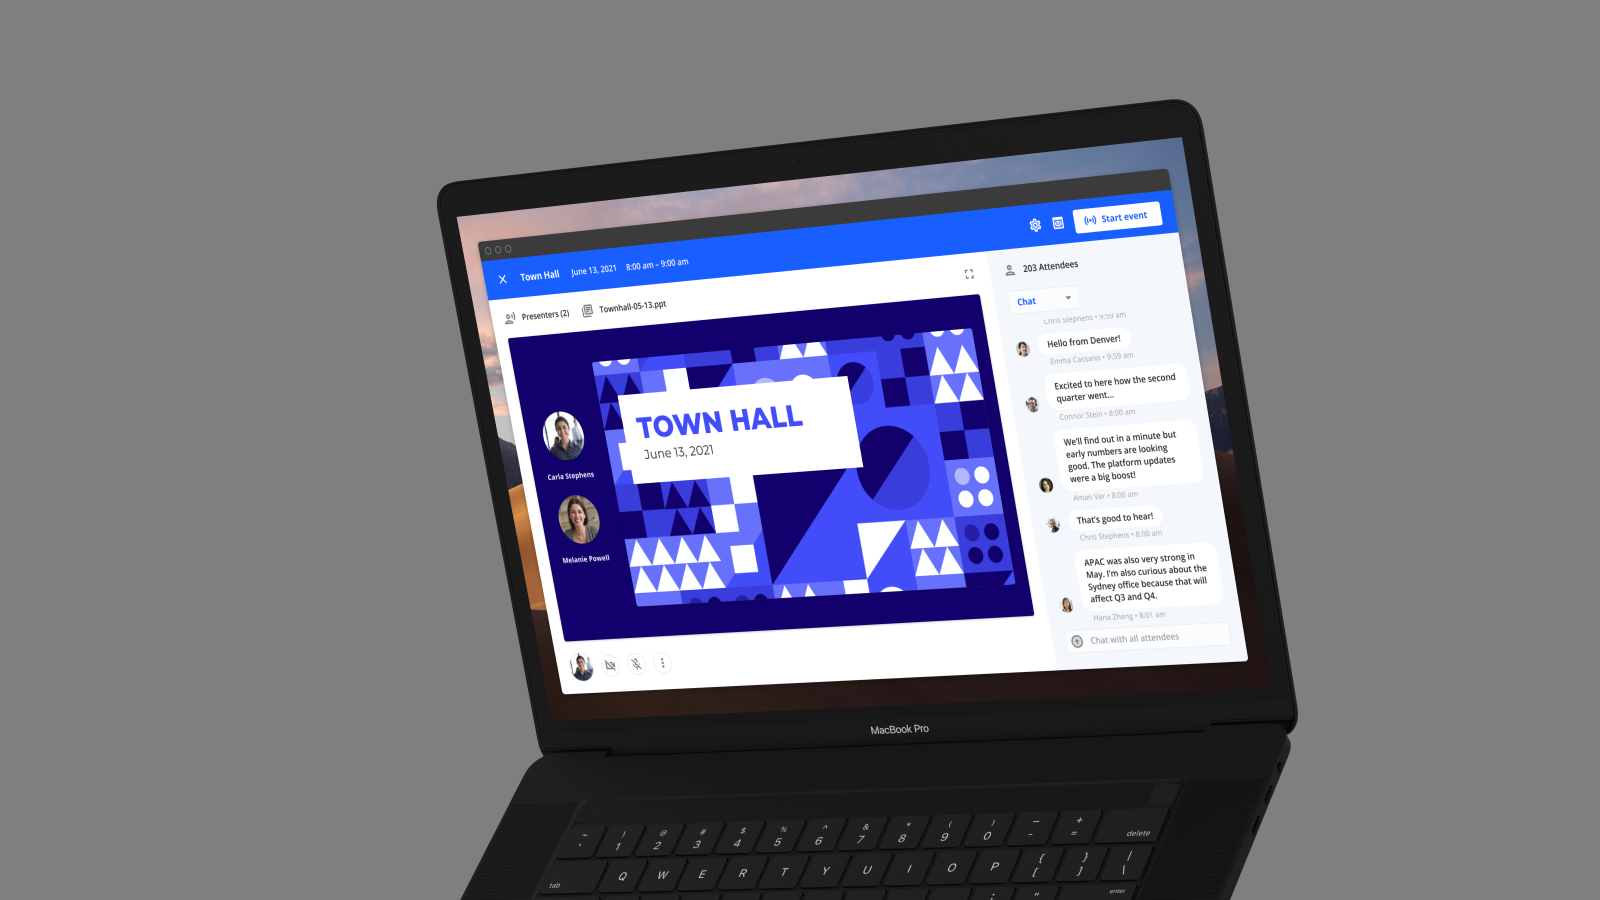 Town Hall June 13, 2021 8:00 am – 9:00 am
Start event
Presenters (2) Townhall-05-13.ppt
203 Attendees
Chat
Chris Stephens • 9:59 am
Hello from Denver!
Emma Cassano • 9:59 am
Excited to here how the second
quarter went...
Connor Stein • 8:00 am
We'll find out in a minute but
early numbers are looking
good. The platform updates
were a big boost!
Aman Ver • 8:00 am
That's good to hear!
Chris Stephens • 8:00 am
APAC was also very strong in
May. I'm also curious about the
Sydney office because that will
affect Q3 and Q4.
Hana Zheng • 8:01 am
Chat with all attendees
TOWN HALL
June 13, 2021
Carla Stephens
Melanie Powell
MacBook Pro
~ ! @ # $ % ^ & * ( ) — +
` 1 2 3 4 5 6 7 8 9 0 - = delete
tab Q W E R T Y U I O P { [ } ] | \
: " enter